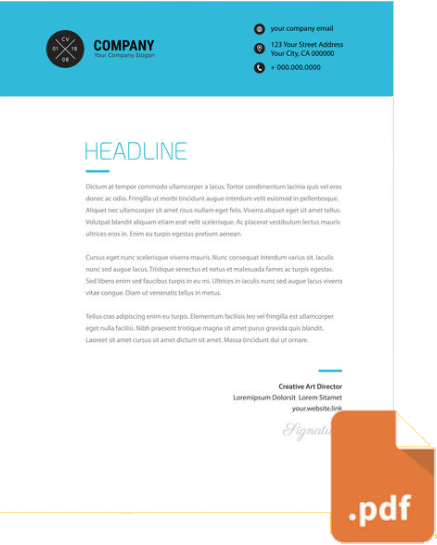 CV
01 18
08
COMPANY
Your Company Slogan
your company email
123 Your Street Address
Your City, CA 000000
+ 000.000.0000
HEADLINE
Dictum at tempor commodo ullamcorper a lacus. Tortor condimentum lacinia quis vel eros
donec ac odio. Fringilla ut morbi tincidunt augue interdum velit euismod in pellentesque.
Aliquet nec ullamcorper sit amet risus nullam eget felis. Viverra aliquet eget sit amet tellus.
Volutpat blandit aliquam etiam erat velit scelerisque. Ac placerat vestibulum lectus mauris
ultrices eros in. Enim eu turpis egestas pretium aenean.
Cursus eget nunc scelerisque viverra mauris. Nunc consequat interdum varius sit. Iaculis
nunc sed augue lacus. Tristique senectus et netus et malesuada fames ac turpis egestas.
Sed libero enim sed faucibus turpis in eu mi. Ultrices in iaculis nunc sed augue lacus viverra
vitae congue. Diam ut venenatis tellus in metus.
Tellus cras adipiscing enim eu turpis. Elementum facilisis leo vel fringilla est ullamcorper
eget nulla facilisi. Nibh praesent tristique magna sit amet purus gravida quis blandit.
Laoreet id amet cursus sit amet dictum sit amet. Massa tincidunt dui ut ornare.
Creative Art Director
Loremipsum Dolorsit Lorem Sitamet
your.website.link
.pdf